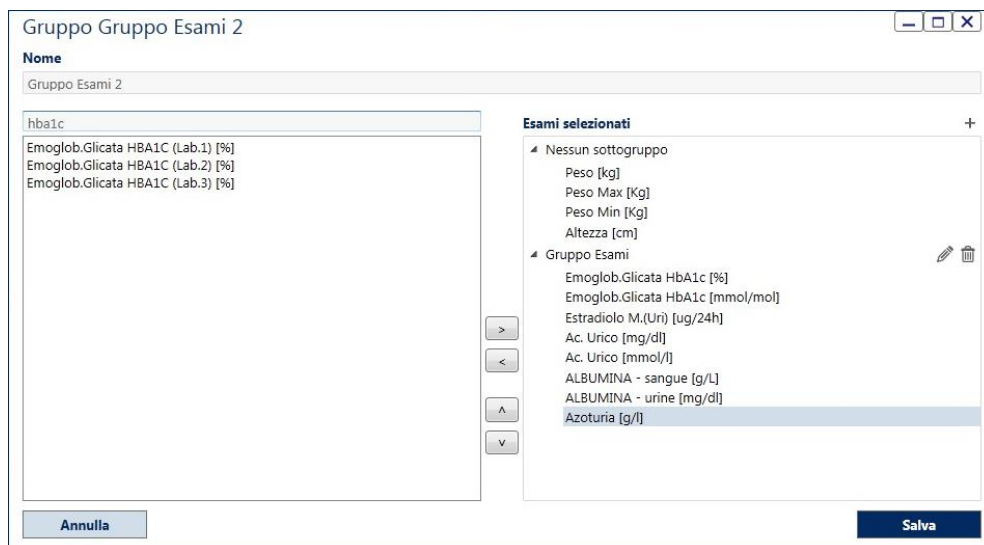 Gruppo Gruppo Esami 2
Nome
Gruppo Esami 2
hba1c
Emoglob.Glicata HBA1C (Lab.1) [%]
Emoglob.Glicata HBA1C (Lab.2) [%]
Emoglob.Glicata HBA1C (Lab.3) [%]
>
<
^
v
Esami selezionati +
Nessun sottogruppo
Peso [kg]
Peso Max [Kg]
Peso Min [Kg]
Altezza [cm]
Gruppo Esami
Emoglob.Glicata HbA1c [%]
Emoglob.Glicata HbA1c [mmol/mol]
Estradiolo M.(Uri) [ug/24h]
Ac. Urico [mg/dl]
Ac. Urico [mmol/l]
ALBUMINA - sangue [g/L]
ALBUMINA - urine [mg/dl]
Azoturia [g/l]
Annulla
Salva